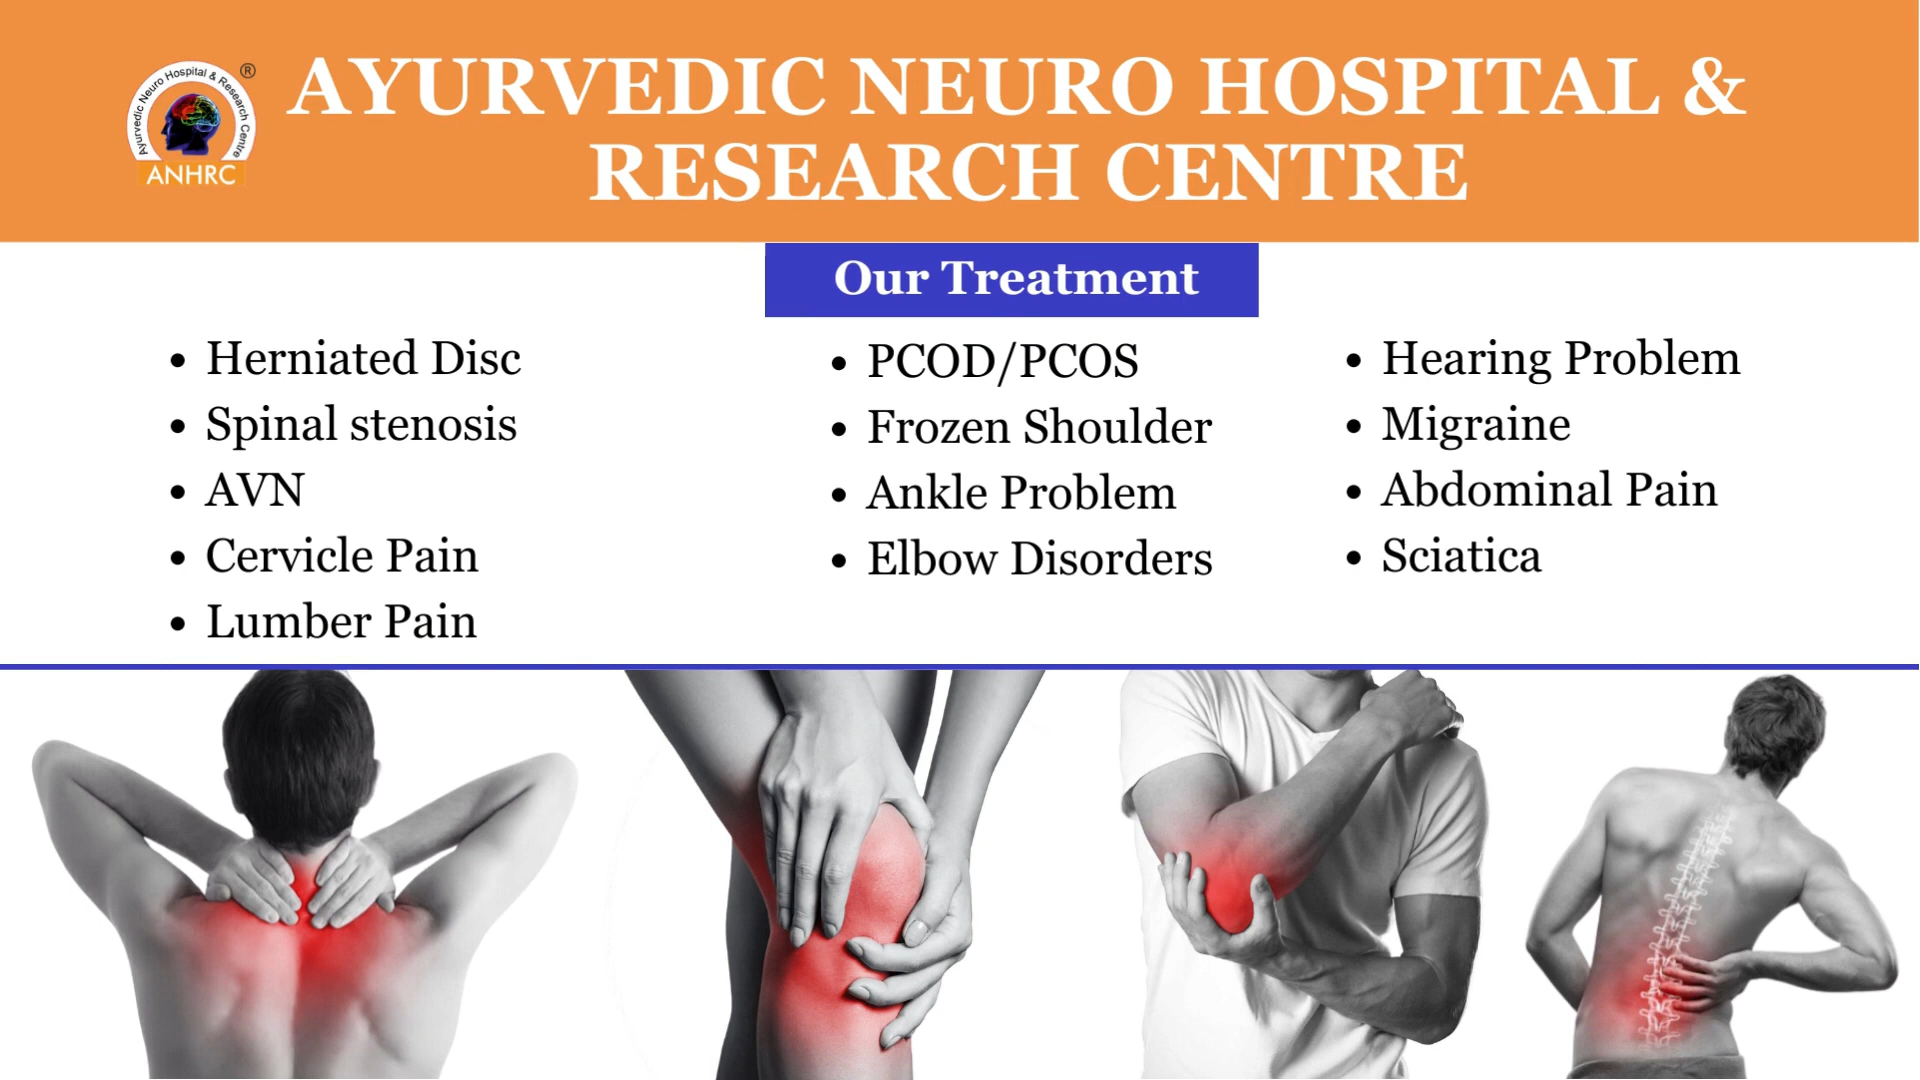 Ayurvedic Neuro Hospital & Research Centre ®
ANHRC
AYURVEDIC NEURO HOSPITAL &
RESEARCH CENTRE
Our Treatment
• Herniated Disc
• Spinal stenosis
• AVN
• Cervicle Pain
• Lumber Pain
• PCOD/PCOS
• Frozen Shoulder
• Ankle Problem
• Elbow Disorders
• Hearing Problem
• Migraine
• Abdominal Pain
• Sciatica